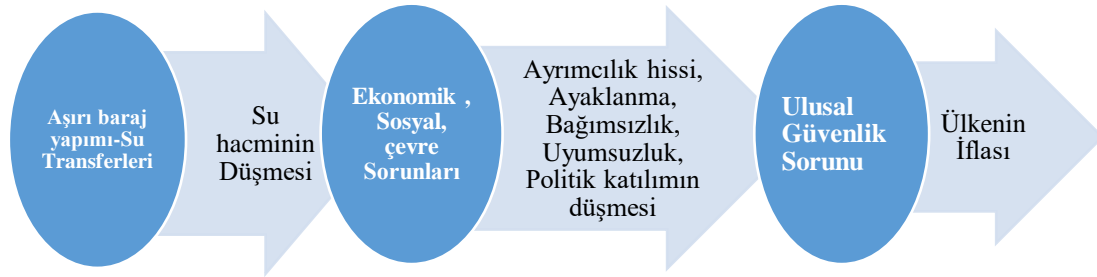 Aşırı baraj
yapımı-Su
Transferleri
Su
hacminin
Düşmesi
Ekonomik ,
Sosyal,
çevre
Sorunları
Ayrımcılık hissi,
Ayaklanma,
Bağımsızlık,
Uyumsuzluk,
Politik katılımın
düşmesi
Ulusal
Güvenlik
Sorunu
Ülkenin
İflası